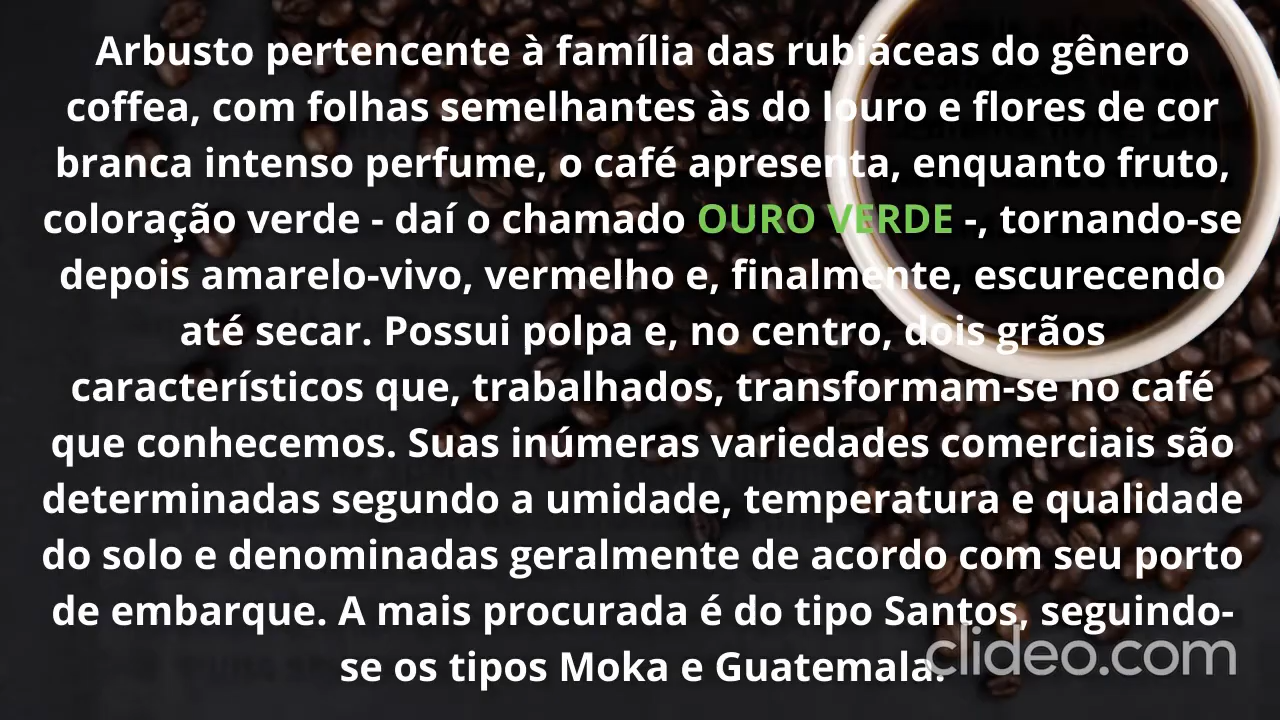 Arbusto pertencente à família das rubiáceas do gênero
coffea, com folhas semelhantes às do louro e flores de cor
branca intenso perfume, o café apresenta, enquanto fruto,
coloração verde - daí o chamado OURO VERDE -, tornando-se
depois amarelo-vivo, vermelho e, finalmente, escurecendo
até secar. Possui polpa e, no centro, dois grãos
característicos que, trabalhados, transformam-se no café
que conhecemos. Suas inúmeras variedades comerciais são
determinadas segundo a umidade, temperatura e qualidade
do solo e denominadas geralmente de acordo com seu porto
de embarque. A mais procurada é do tipo Santos, seguindo-
se os tipos Moka e Guatemala.
clideo.com